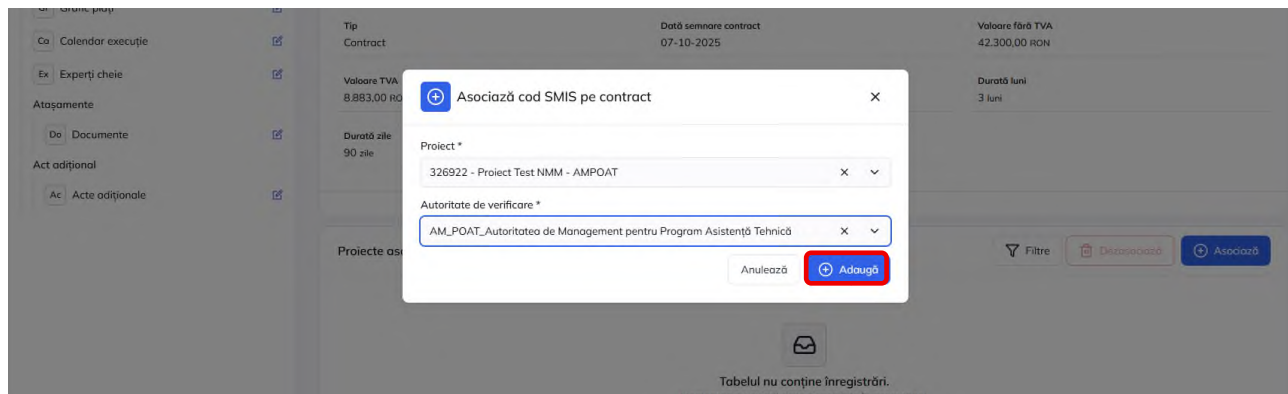 Gr Grafic plăți
Ca Calendar execuție
Ex Experți cheie
Atașamente
Do Documente
Act adițional
Ac Acte adiționale
Tip
Contract
Dată semnare contract
07-10-2025
Valoare fără TVA
42.300,00 RON
Valoare TVA
8.883,00 RO
Durată luni
3 luni
Durată zile
90 zile
Asociază cod SMIS pe contract
Proiect *
326922 - Proiect Test NMM - AMPOAT
Autoritate de verificare *
AM_POAT_Autoritatea de Management pentru Program Asistență Tehnică
Anulează
Adaugă
Proiecte aso
Filtre
Dezasociază
Asociază
Tabelul nu conține înregistrări.